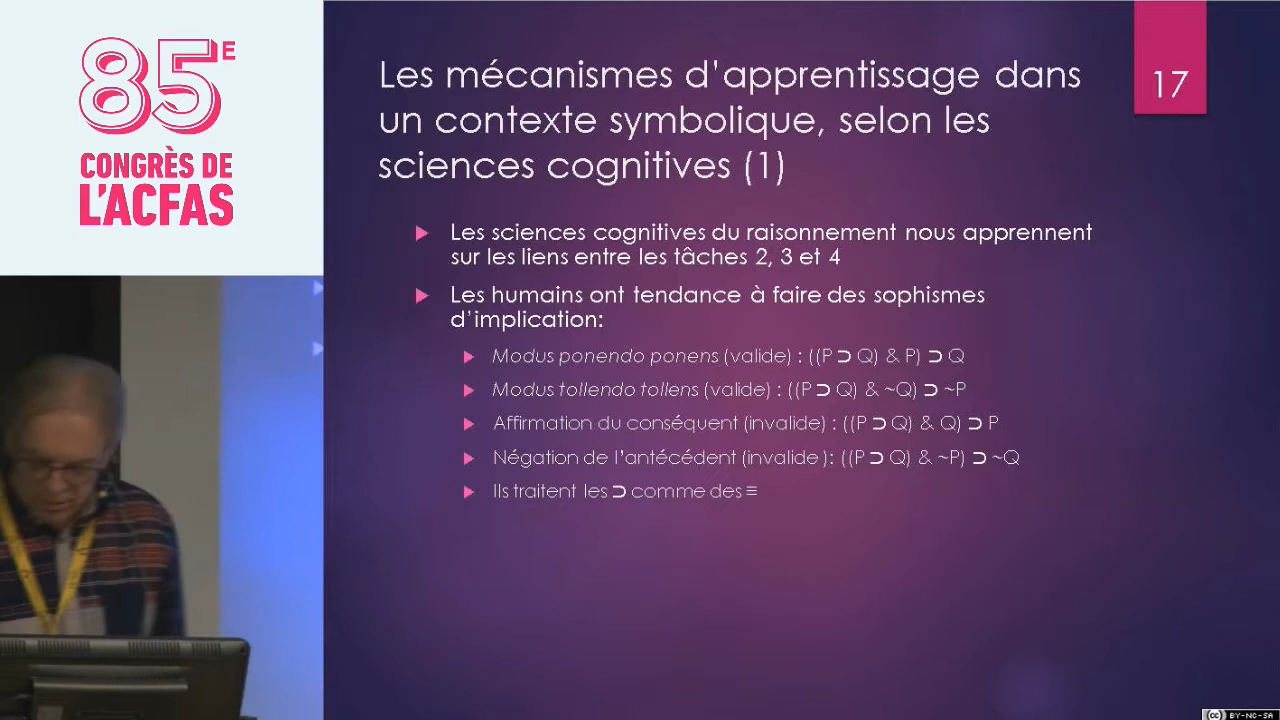 85E
CONGRÈS DE
L'ACFAS
Les mécanismes d'apprentissage dans
un contexte symbolique, selon les
sciences cognitives (1)
17
Les sciences cognitives du raisonnement nous apprennent
sur les liens entre les tâches 2, 3 et 4
Les humains ont tendance à faire des sophismes
d'implication:
Modus ponendo ponens (valide) : ((P ⊃ Q) & P) ⊃ Q
Modus tollendo tollens (valide) : ((P ⊃ Q) & ~Q) ⊃ ~P
Affirmation du conséquent (invalide) : ((P ⊃ Q) & Q) ⊃ P
Négation de l'antécédent (invalide ): ((P ⊃ Q) & ~P) ⊃ ~Q
Ils traitent les ⊃ comme des ≡
cc BY-NC-SA